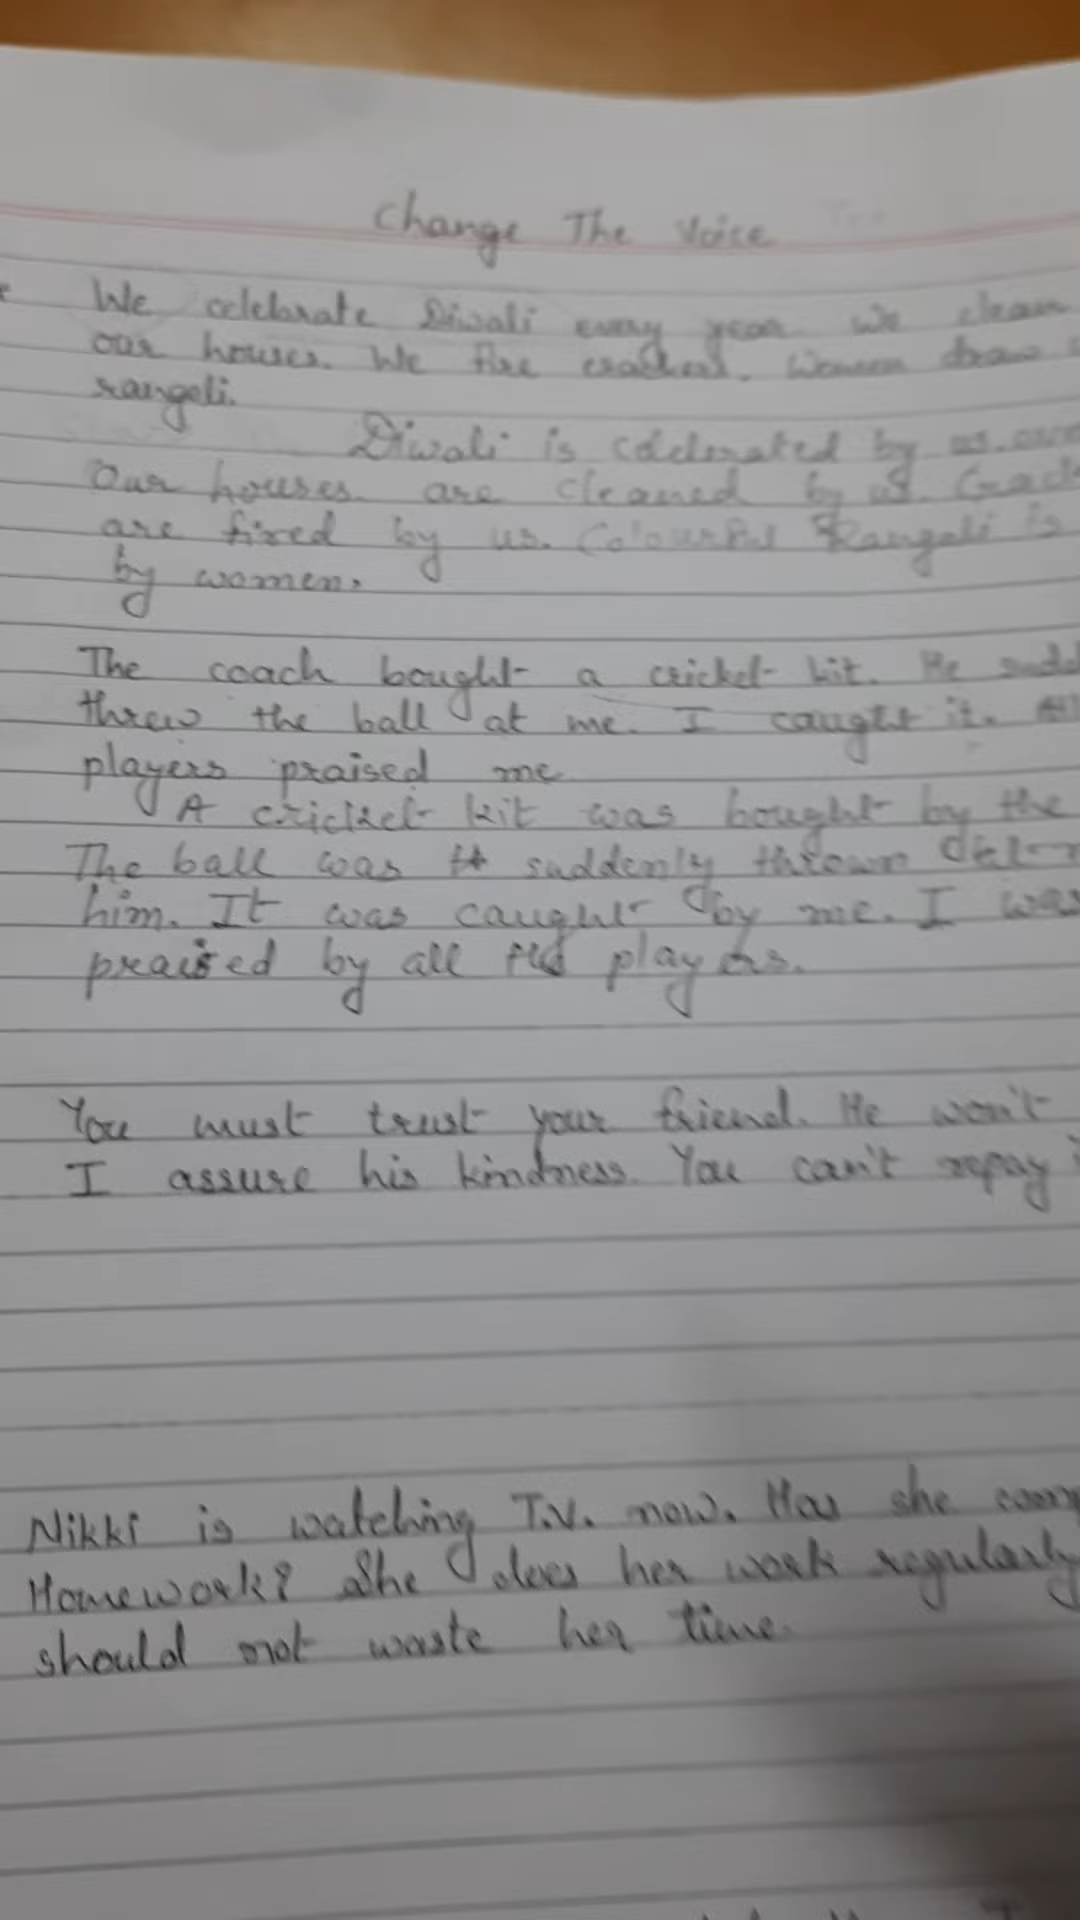 Change The Voice
We celebrate Diwali every year. We clean
our houses. We fire crackers. Women draw
rangoli.
Diwali is celebrated by us.
Our houses are cleaned by us.
are fired by us. Colourful Rangoli is
by women.
The coach bought a cricket kit. He
threw the ball at me. I caught it. All
players praised me
A cricket kit was bought by the
The ball was suddenly thrown
him. It was caught by me. I was
praised by all players.
You must trust your friend. He won't
I assure his kindness. You can't repay
Nikki is watching T.V. now. Has she
Homework? She does her work regularly
should not waste her time.